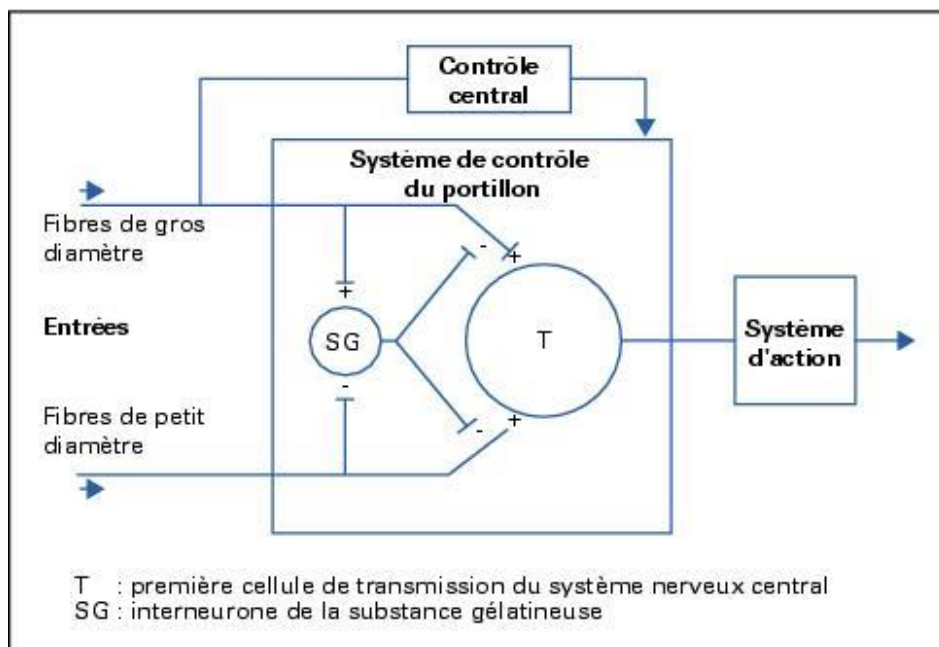 Contrôle
central
Système de contrôle
du portillon
Fibres de gros
diamètre
+
-
+
Entrées
SG
T
Système
d'action
-
-
+
Fibres de petit
diamètre
T : première cellule de transmission du système nerveux central
SG : interneurone de la substance gélatineuse